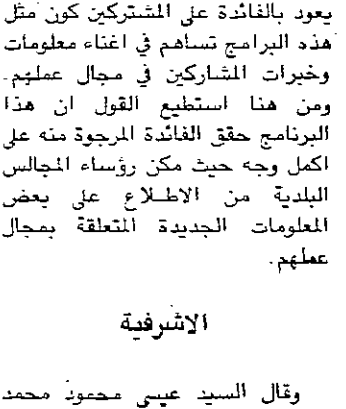 يعود بالفائدة على المشتركين كون مثل
هذه البرامج تساهم في اغناء معلومات
وخبرات المشاركين في مجال عملهم.
ومن هنا استطيع القول ان هذا
البرنامج حقق الفائدة المرجوة منه على
اكمل وجه حيث مكن رؤساء المجالس
البلدية من الاطلاع على بعض
المعلومات الجديدة المتعلقة بمجال
عملهم.
الاشرفية
وقال السيد عيسى محمود محمد